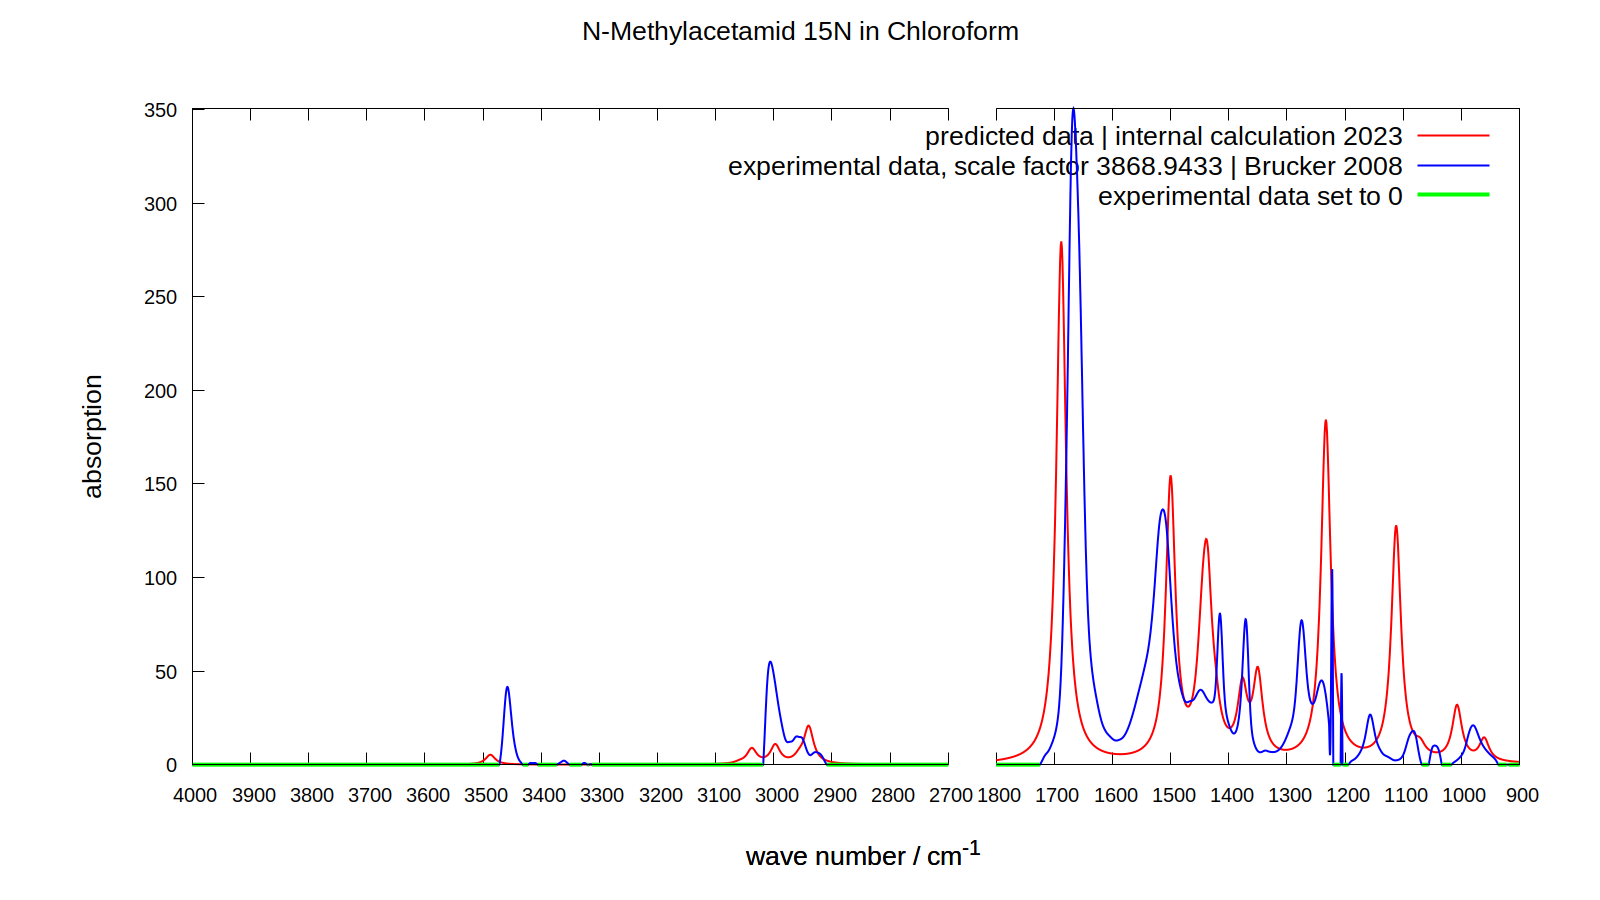 N-Methylacetamid 15N in Chloroform
predicted data | internal calculation 2023
experimental data, scale factor 3868.9433 | Brucker 2008
experimental data set to 0
350
300
250
200
150
100
50
0
absorption
4000 3900 3800 3700 3600 3500 3400 3300 3200 3100 3000 2900 2800 2700 1800 1700 1600 1500 1400 1300 1200 1100 1000 900
wave number / cm-1